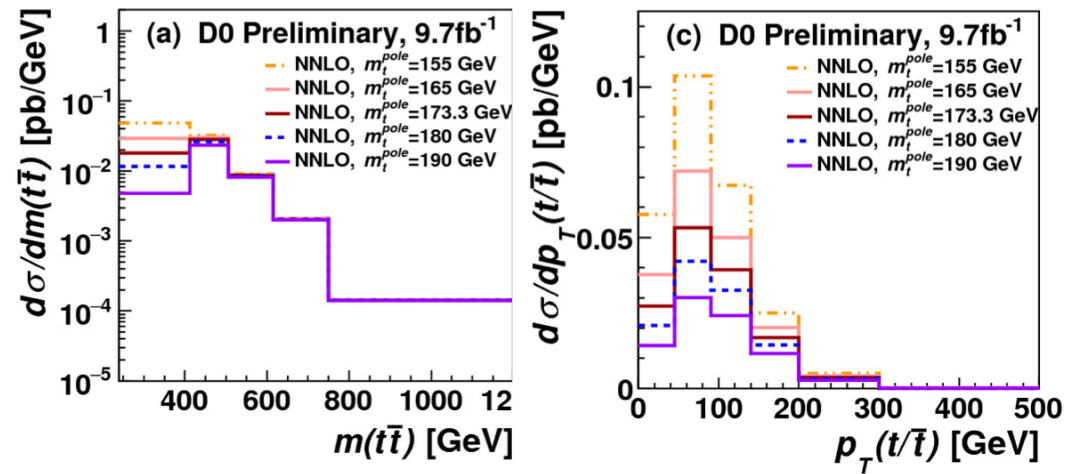 (a) D0 Preliminary, 9.7fb⁻¹
NNLO, mₜᵖᵒˡᵉ=155 GeV
NNLO, mₜᵖᵒˡᵉ=165 GeV
NNLO, mₜᵖᵒˡᵉ=173.3 GeV
NNLO, mₜᵖᵒˡᵉ=180 GeV
NNLO, mₜᵖᵒˡᵉ=190 GeV
dσ/dm(tt̄) [pb/GeV]
1
10⁻¹
10⁻²
10⁻³
10⁻⁴
10⁻⁵
400 600 800 1000 120
m(tt̄) [GeV]
(c) D0 Preliminary, 9.7fb⁻¹
NNLO, mₜᵖᵒˡᵉ=155 GeV
NNLO, mₜᵖᵒˡᵉ=165 GeV
NNLO, mₜᵖᵒˡᵉ=173.3 GeV
NNLO, mₜᵖᵒˡᵉ=180 GeV
NNLO, mₜᵖᵒˡᵉ=190 GeV
dσ/dp_T(t/t̄) [pb/GeV]
0.1
0.05
0
0 100 200 300 400 500
p_T(t/t̄) [GeV]